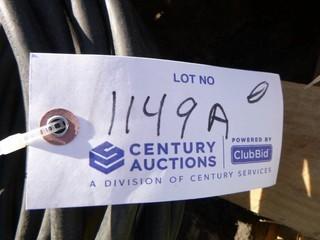 LOT NO
1149A
CENTURY
AUCTIONS
POWERED BY
ClubBid
A DIVISION OF CENTURY SERVICES